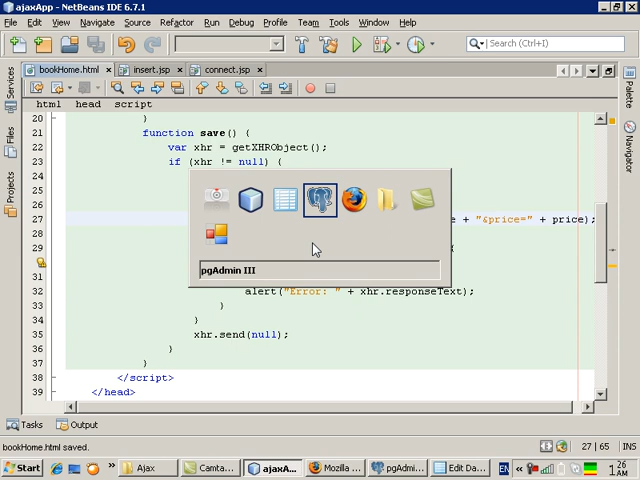 ajaxApp - NetBeans IDE 6.7.1
File Edit View Navigate Source Refactor Run Debug Profile Team Tools Window Help
Search (Ctrl+I)
bookHome.html insert.jsp connect.jsp
html head script
Services
Files
Projects
Palette
Navigator
20 }
21 function save() {
22 var xhr = getXHRObject();
23 if (xhr != null) {
24
25
26
27 e + "&price=" + price);
28 {
29
31
32 alert("Error: " + xhr.responseText);
33 }
34 }
35 xhr.send(null);
36 }
37 }
38 </script>
39 </head>
pgAdmin III
Tasks Output
bookHome.html saved.
27 | 65 INS
Start Ajax Camta... ajaxA... Mozilla ... pgAdmi... Edit Da... EN 1:26 AM